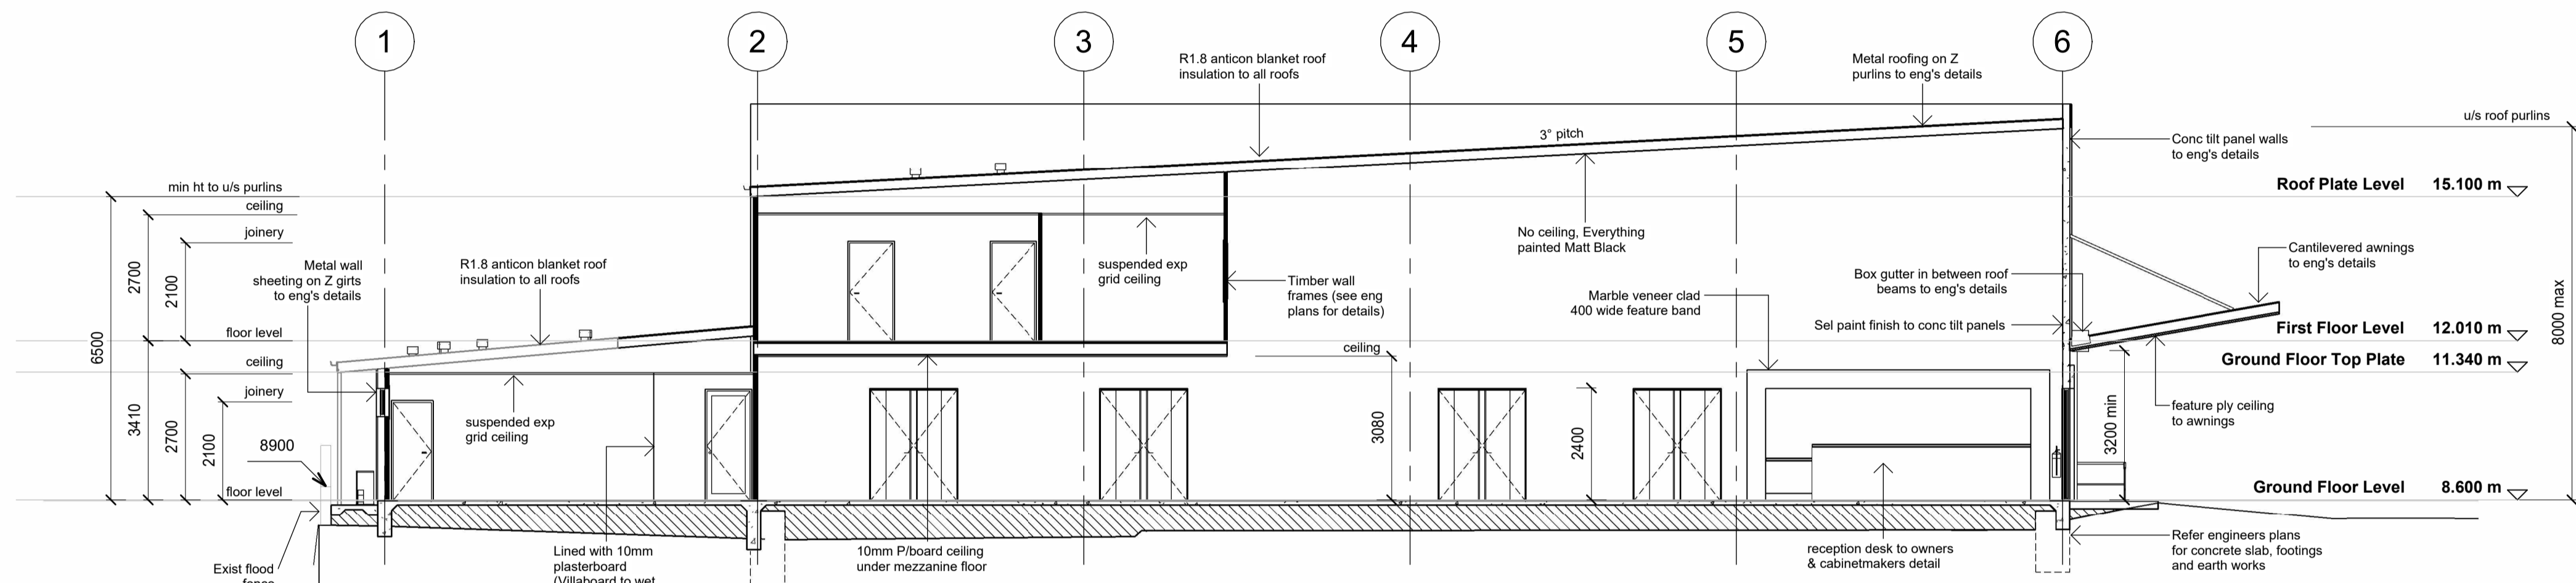 1
2
3
4
5
6
R1.8 anticon blanket roof
insulation to all roofs
Metal roofing on Z
purlins to eng's details
3° pitch
u/s roof purlins
Conc tilt panel walls
to eng's details
min ht to u/s purlins
ceiling
joinery
Roof Plate Level 15.100 m
No ceiling, Everything
painted Matt Black
Metal wall
sheeting on Z girts
to eng's details
R1.8 anticon blanket roof
insulation to all roofs
suspended exp
grid ceiling
Timber wall
frames (see eng
plans for details)
Cantilevered awnings
to eng's details
Box gutter in between roof
beams to eng's details
Marble veneer clad
400 wide feature band
Sel paint finish to conc tilt panels
2700
2100
6500
8000 max
floor level
First Floor Level 12.010 m
ceiling
ceiling
Ground Floor Top Plate 11.340 m
joinery
3410
2700
2100
8900
suspended exp
grid ceiling
3080
2400
3200 min
feature ply ceiling
to awnings
floor level
Ground Floor Level 8.600 m
Exist flood
Lined with 10mm
plasterboard
(Villaboard to wet
10mm P/board ceiling
under mezzanine floor
reception desk to owners
& cabinetmakers detail
Refer engineers plans
for concrete slab, footings
and earth works